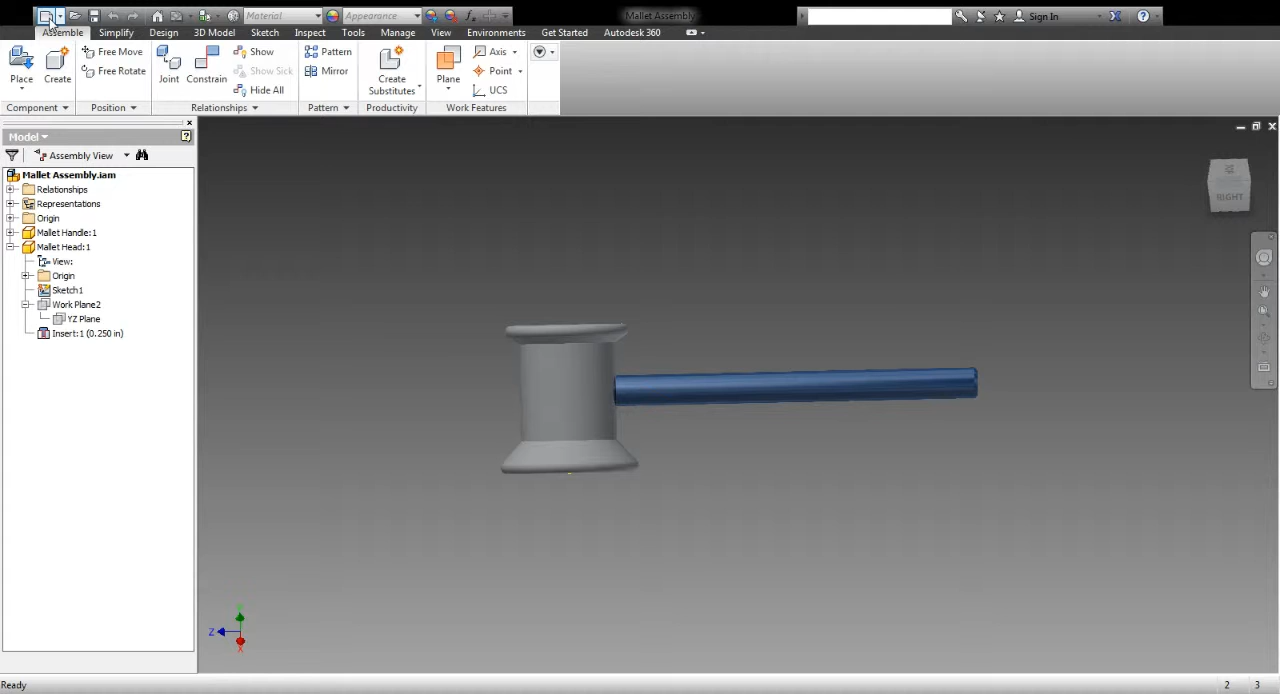 Material
Appearance
Mallet Assembly
Sign In
Assemble Simplify Design 3D Model Sketch Inspect Tools Manage View Environments Get Started Autodesk 360
Place
Create
Free Move
Free Rotate
Joint
Constrain
Show
Show Sick
Hide All
Pattern
Mirror
Create
Substitutes
Plane
Axis
Point
UCS
Component
Position
Relationships
Pattern
Productivity
Work Features
Model
Assembly View
Mallet Assembly.iam
Relationships
Representations
Origin
Mallet Handle:1
Mallet Head:1
View:
Origin
Sketch1
Work Plane2
YZ Plane
Insert:1 (0.250 in)
RIGHT
Z
X
Ready
2 3